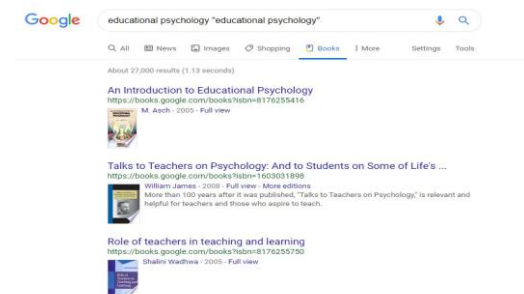 Google
educational psychology "educational psychology"
All News Images Shopping Books More Settings Tools
About 27,000 results (1.13 seconds)
An Introduction to Educational Psychology
https://books.google.com/books?isbn=8176255416
M. Asch - 2005 - Full view
Talks to Teachers on Psychology: And to Students on Some of Life's ...
https://books.google.com/books?isbn=1603031898
William James - 2008 - Full view - More editions
More than 100 years after it was published, "Talks to Teachers on Psychology," is relevant and
helpful for teachers and those who aspire to teach.
Role of teachers in teaching and learning
https://books.google.com/books?isbn=8176255750
Shalini Wadhwa - 2005 - Full view